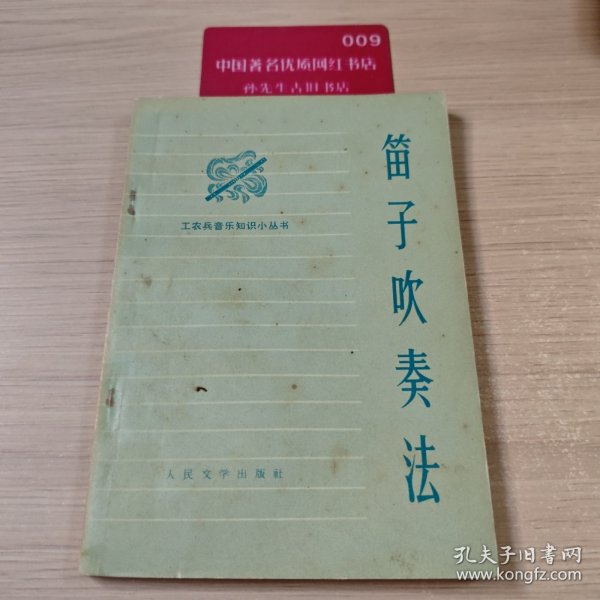 009
中国著名优质网红书店
孙先生古旧书店
工农兵音乐知识小丛书
笛子吹奏法
人民文学出版社
孔夫子旧书网
www.kongfz.com